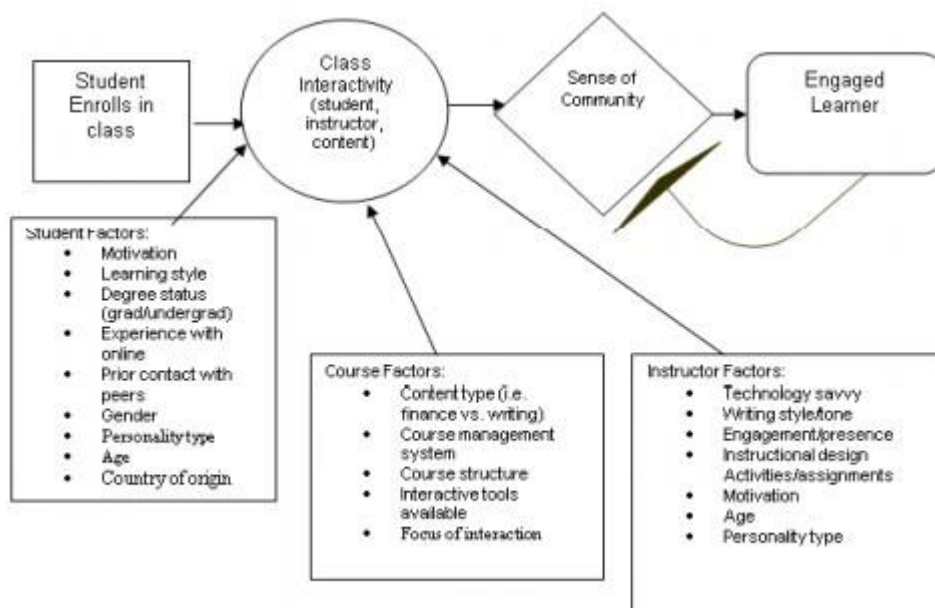 Student
Enrolls in
class
Class
Interactivity
(student,
instructor,
content)
Sense of
Community
Engaged
Learner
Student Factors:
• Motivation
• Learning style
• Degree status
(grad/undergrad)
• Experience with
online
• Prior contact with
peers
• Gender
• Personality type
• Age
• Country of origin
Course Factors:
• Content type (i.e.
finance vs. writing)
• Course management
system
• Course structure
• Interactive tools
available
• Focus of interaction
Instructor Factors:
• Technology savvy
• Writing style/tone
• Engagement/presence
• Instructional design
Activities/assignments
• Motivation
• Age
• Personality type